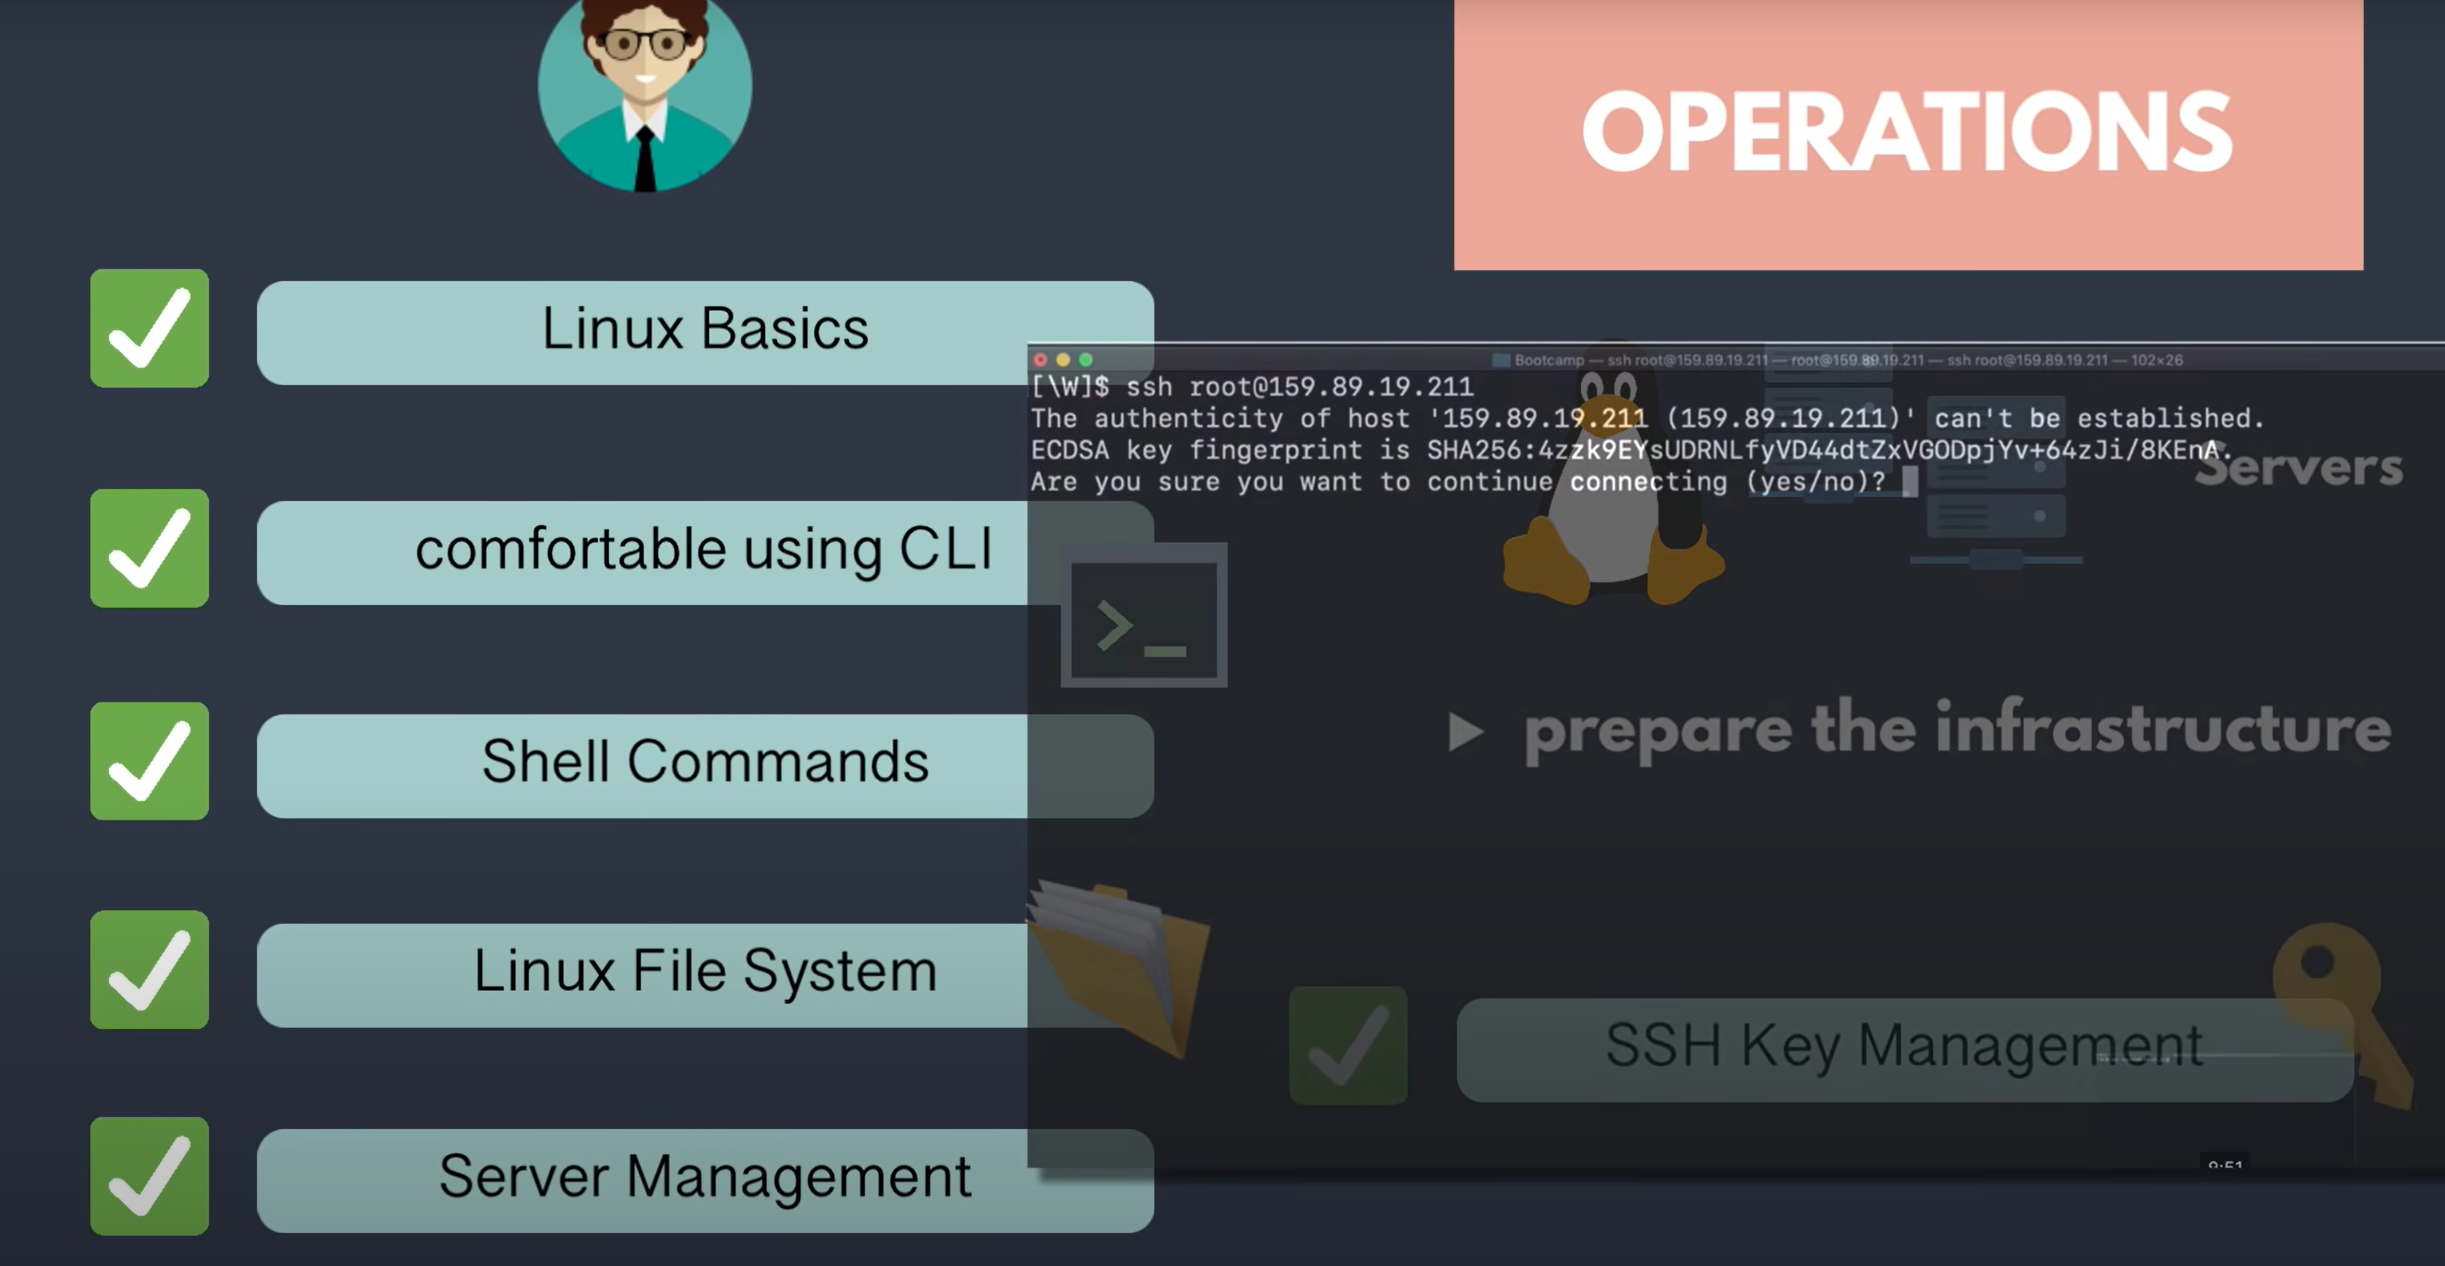 OPERATIONS
Linux Basics
comfortable using CLI
Shell Commands
Linux File System
Server Management
Bootcamp — ssh root@159.89.19.211 — root@159.89.19.211 — ssh root@159.89.19.211 — 102×26
[\W]$ ssh root@159.89.19.211
The authenticity of host '159.89.19.211 (159.89.19.211)' can't be established.
ECDSA key fingerprint is SHA256:4zzk9EYsUDRNLfyVD44dtZxVGODpjYv+64zJi/8KEnA.
Are you sure you want to continue connecting (yes/no)?
Servers
>_
▶ prepare the infrastructure
SSH Key Management
9:51